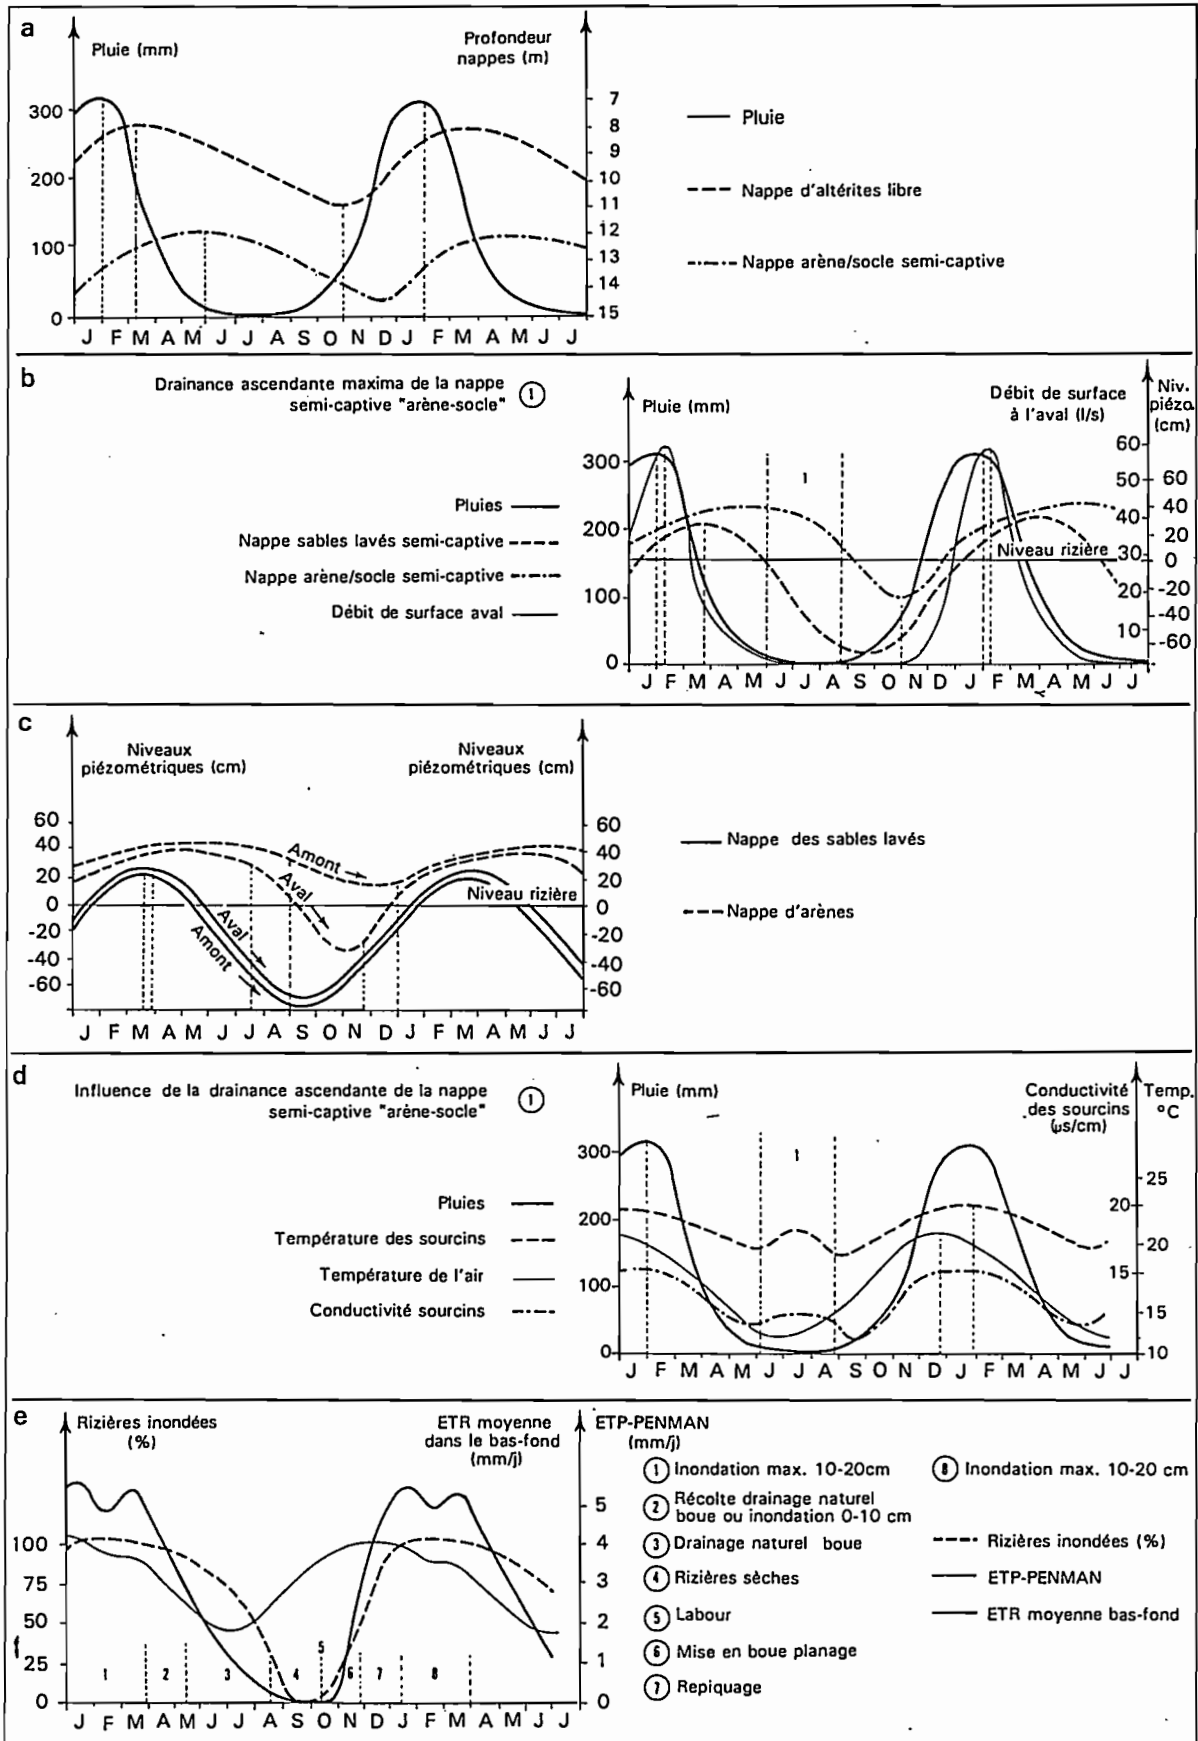 a
Pluie (mm)
Profondeur
nappes (m)
300
200
100
0
7
8
9
10
11
12
13
14
15
J F M A M J J A S O N D J F M A M J J
Pluie
Nappe d'altérites libre
Nappe arène/socle semi-captive
b
Drainance ascendante maxima de la nappe
semi-captive "arène-socle"
1
Pluies
Nappe sables lavés semi-captive
Nappe arène/socle semi-captive
Débit de surface aval
Pluie (mm)
Débit de surface
à l'aval (l/s)
Niv.
piézo.
(cm)
300
200
100
0
1
Niveau rizière
60
50
40
30
20
10
60
40
20
0
-20
-40
-60
J F M A M J J A S O N D J F M A M J J
c
Niveaux
piézométriques (cm)
Niveaux
piézométriques (cm)
60
40
20
0
-20
-40
-60
60
40
20
0
-20
-40
-60
Amont
Aval
Niveau rizière
Aval
Amont
J F M A M J J A S O N D J F M A M J J
Nappe des sables lavés
Nappe d'arènes
d
Influence de la drainance ascendante de la nappe
semi-captive "arène-socle"
1
Pluies
Température des sourcins
Température de l'air
Conductivité sourcins
Pluie (mm)
Conductivité
des sourcins
(µs/cm)
Temp.
°C
300
200
100
0
1
20
15
10
25
20
15
J F M A M J J A S O N D J F M A M J J
e
Rizières inondées
(%)
ETR moyenne
dans le bas-fond
(mm/j)
ETP-PENMAN
(mm/j)
100
75
50
25
0
5
4
3
2
1
0
1 2 3 4 5 6 7 8
J F M A M J J A S O N D J F M A M J J
1 Inondation max. 10-20cm
2 Récolte drainage naturel
boue ou inondation 0-10 cm
3 Drainage naturel boue
4 Rizières sèches
5 Labour
6 Mise en boue planage
7 Repiquage
8 Inondation max. 10-20 cm
Rizières inondées (%)
ETP-PENMAN
ETR moyenne bas-fond